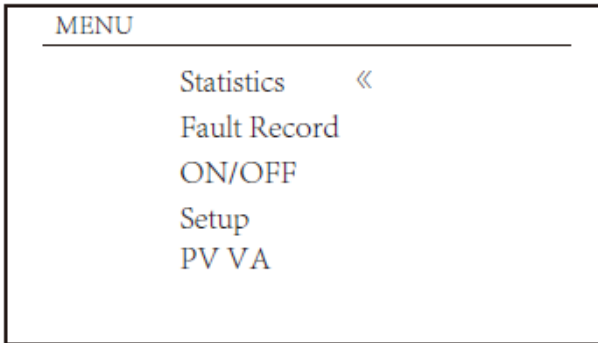 MENU
Statistics «
Fault Record
ON/OFF
Setup
PV VA